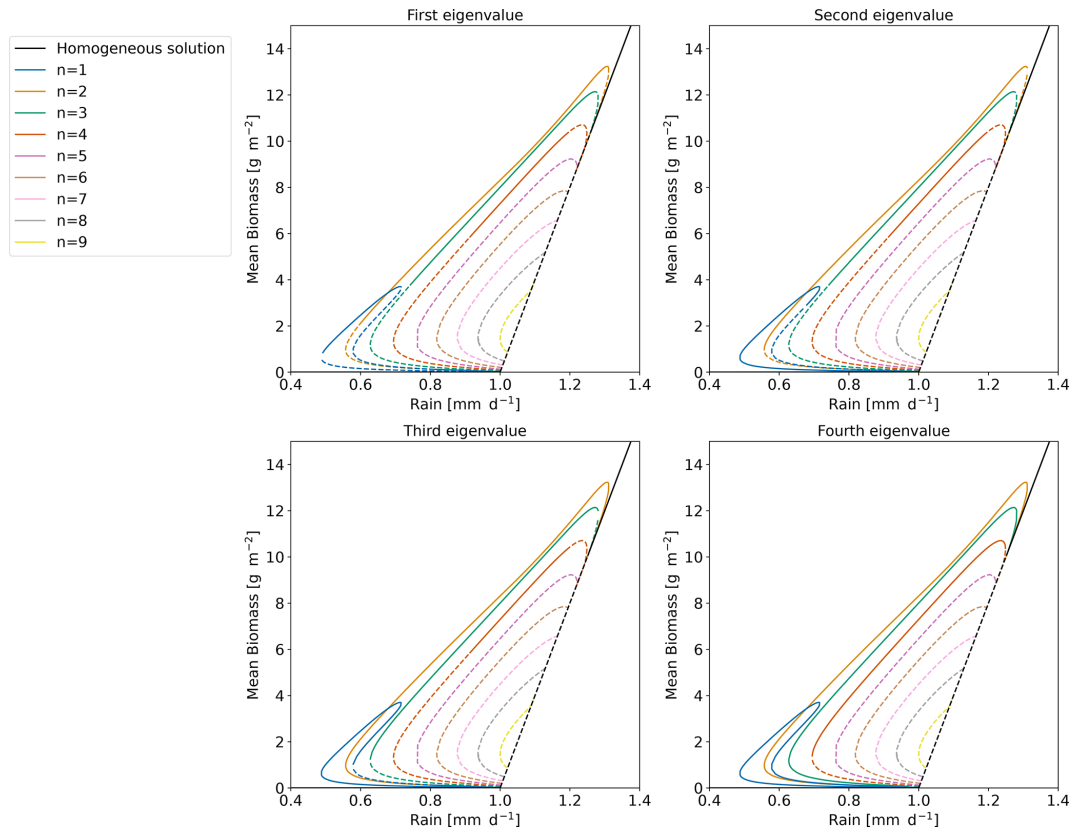 First eigenvalue
Second eigenvalue
Homogeneous solution
n=1
n=2
n=3
n=4
n=5
n=6
n=7
n=8
n=9
Mean Biomass [g m⁻²]
14
12
10
8
6
4
2
0
0.4 0.6 0.8 1.0 1.2 1.4
Rain [mm d⁻¹]
Mean Biomass [g m⁻²]
14
12
10
8
6
4
2
0
0.4 0.6 0.8 1.0 1.2 1.4
Rain [mm d⁻¹]
Third eigenvalue
Fourth eigenvalue
Mean Biomass [g m⁻²]
14
12
10
8
6
4
2
0
0.4 0.6 0.8 1.0 1.2 1.4
Rain [mm d⁻¹]
Mean Biomass [g m⁻²]
14
12
10
8
6
4
2
0
0.4 0.6 0.8 1.0 1.2 1.4
Rain [mm d⁻¹]